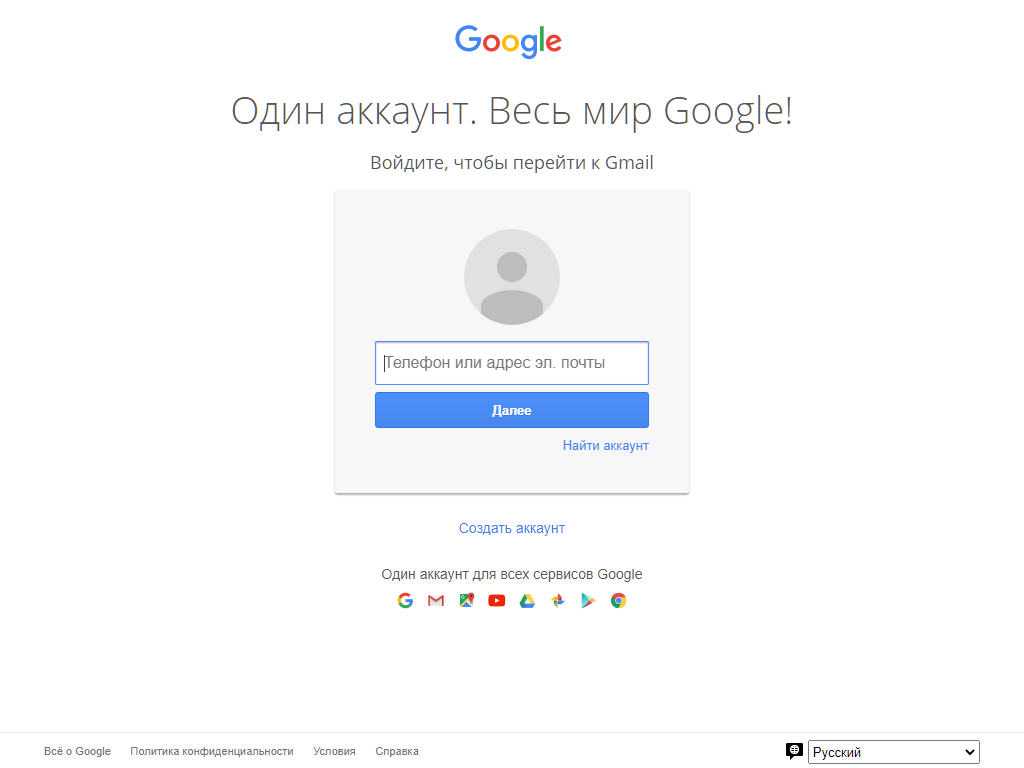 Google
Один аккаунт. Весь мир Google!
Войдите, чтобы перейти к Gmail
Телефон или адрес эл. почты
Далее
Найти аккаунт
Создать аккаунт
Один аккаунт для всех сервисов Google
Всё о Google Политика конфиденциальности Условия Справка Русский